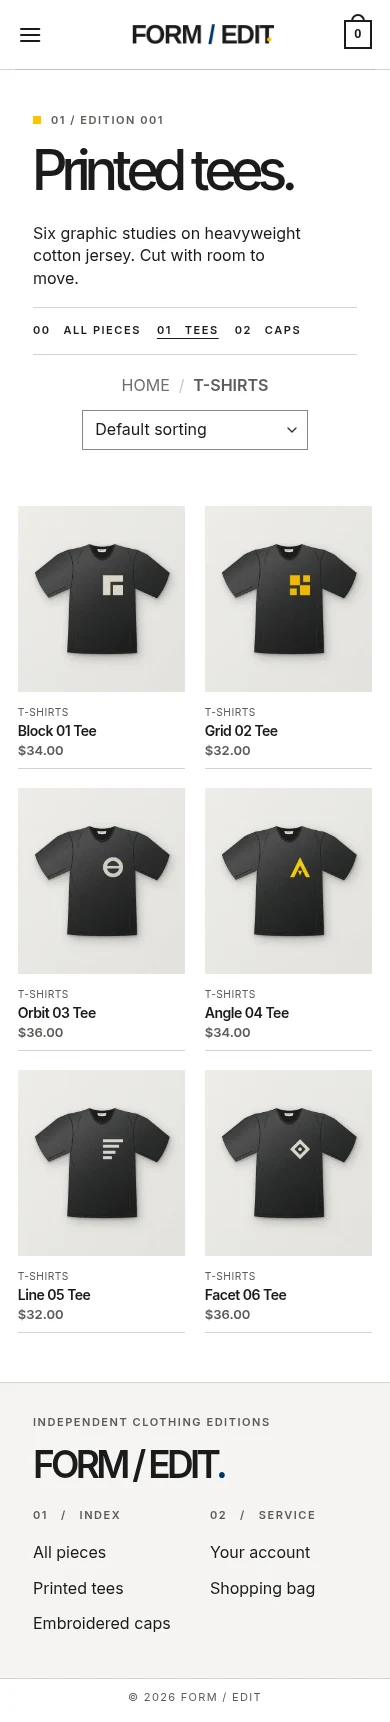 FORM / EDIT.
0
01 / EDITION 001
Printed tees.
Six graphic studies on heavyweight
cotton jersey. Cut with room to
move.
00 ALL PIECES 01 TEES 02 CAPS
HOME / T-SHIRTS
Default sorting
T-SHIRTS
Block 01 Tee
$34.00
T-SHIRTS
Grid 02 Tee
$32.00
T-SHIRTS
Orbit 03 Tee
$36.00
T-SHIRTS
Angle 04 Tee
$34.00
T-SHIRTS
Line 05 Tee
$32.00
T-SHIRTS
Facet 06 Tee
$36.00
INDEPENDENT CLOTHING EDITIONS
FORM / EDIT.
01 / INDEX
All pieces
Printed tees
Embroidered caps
02 / SERVICE
Your account
Shopping bag
© 2026 FORM / EDIT